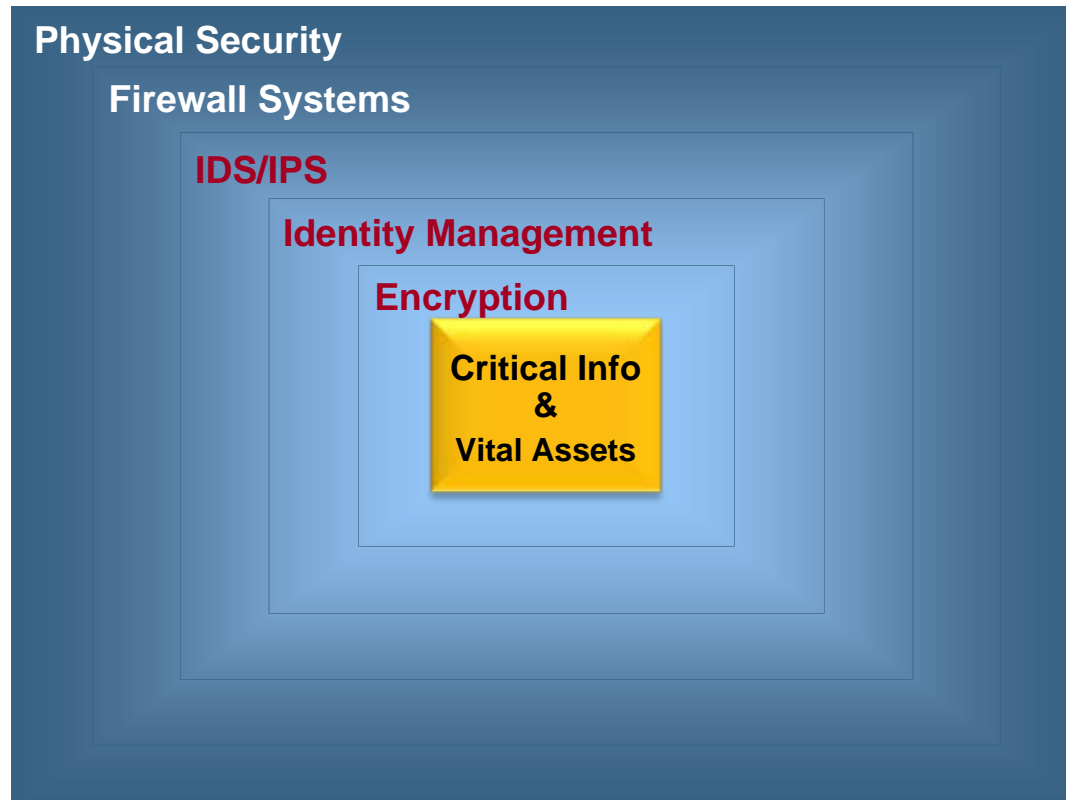 Physical Security
Firewall Systems
IDS/IPS
Identity Management
Encryption
Critical Info
&
Vital Assets